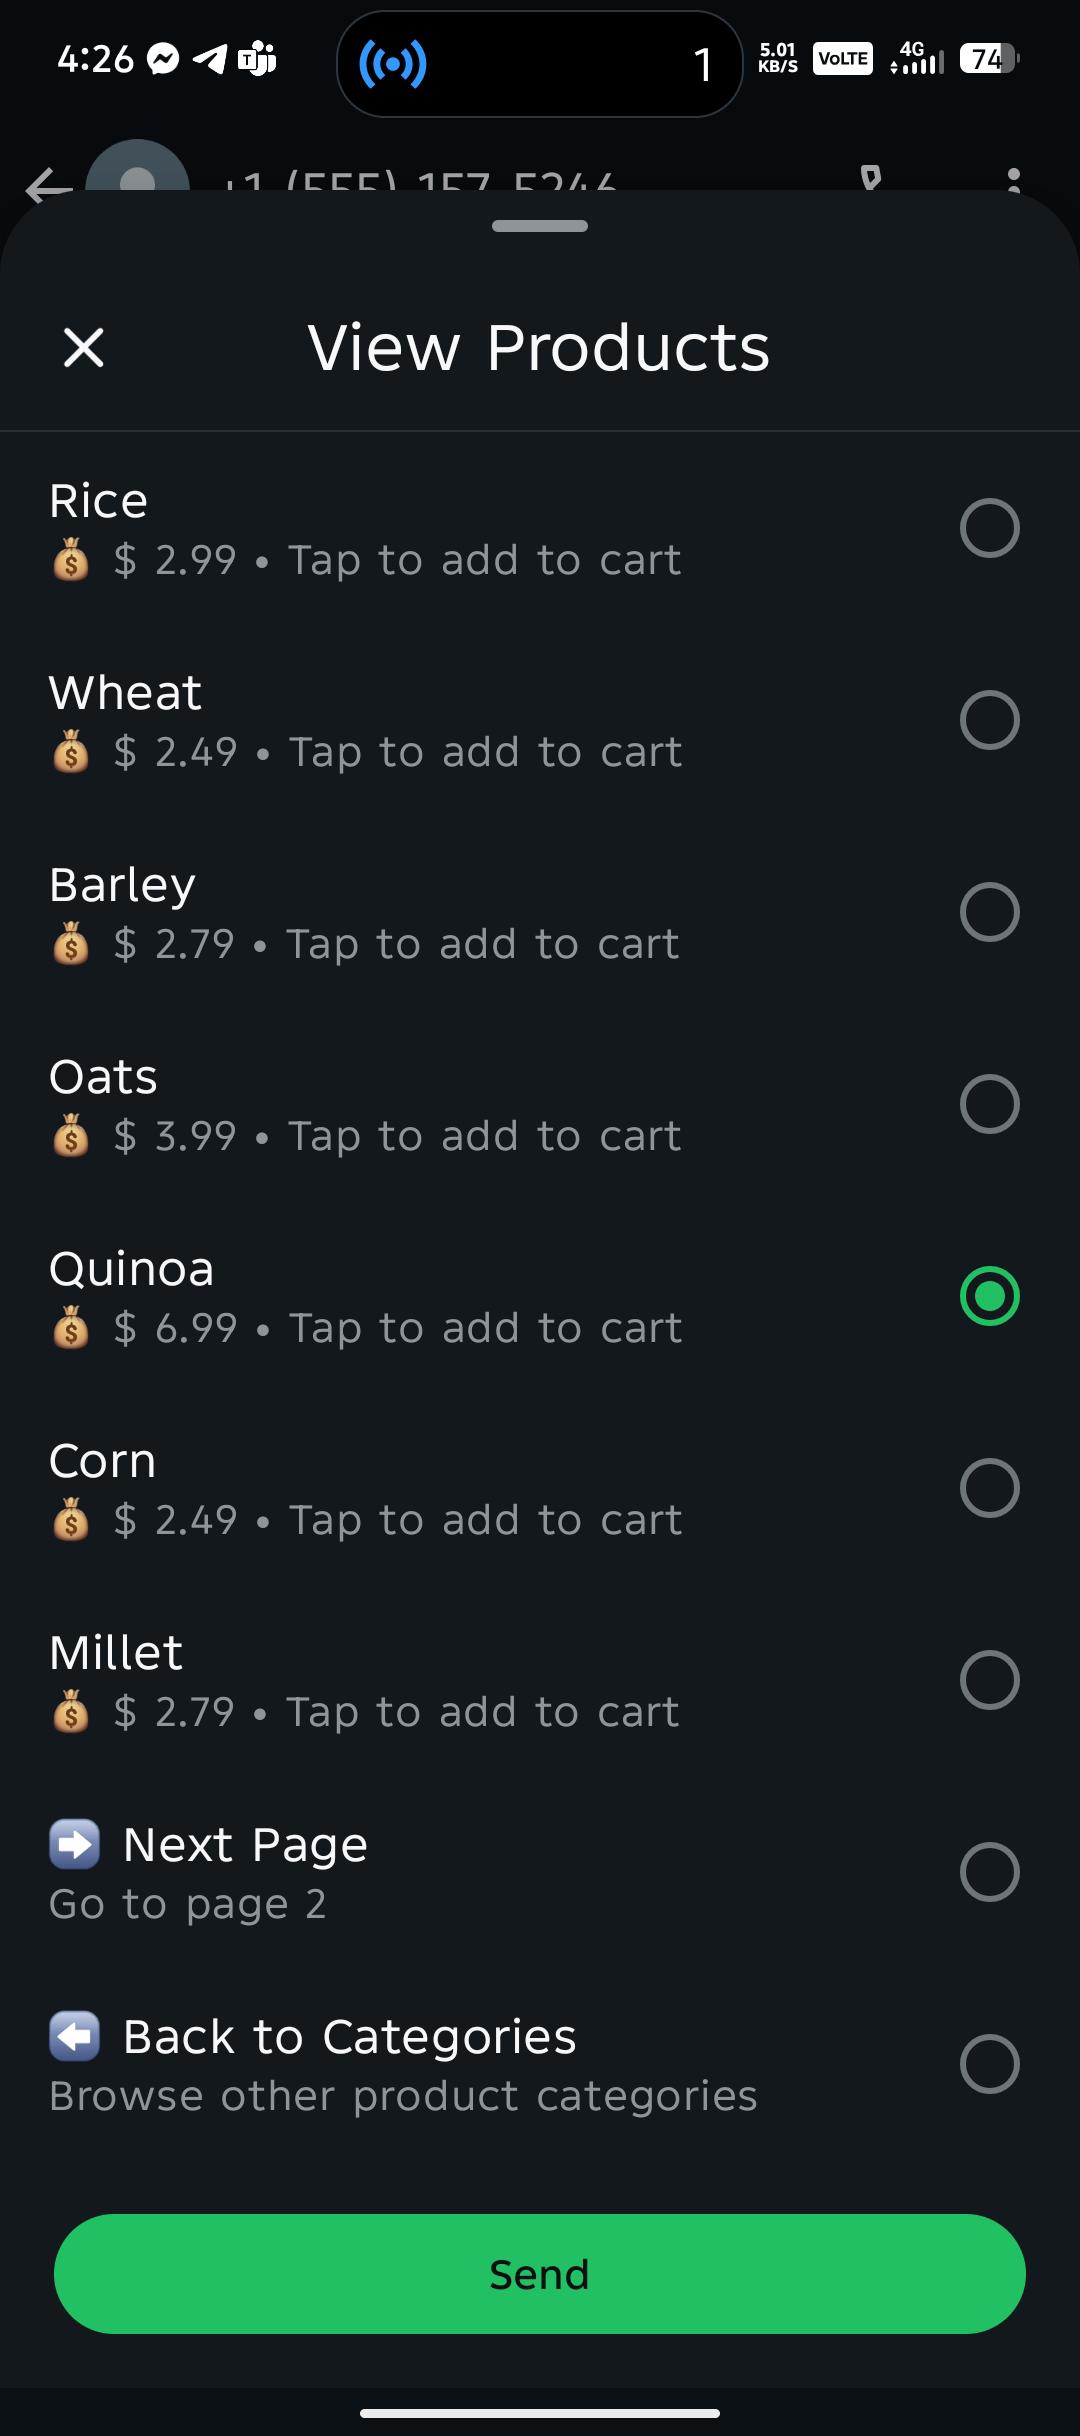 4:26
1
5.01
KB/S
VoLTE
4G
74
+1 (555) 157-5246
View Products
Rice
💰 $ 2.99 • Tap to add to cart
Wheat
💰 $ 2.49 • Tap to add to cart
Barley
💰 $ 2.79 • Tap to add to cart
Oats
💰 $ 3.99 • Tap to add to cart
Quinoa
💰 $ 6.99 • Tap to add to cart
Corn
💰 $ 2.49 • Tap to add to cart
Millet
💰 $ 2.79 • Tap to add to cart
➡️ Next Page
Go to page 2
⬅️ Back to Categories
Browse other product categories
Send